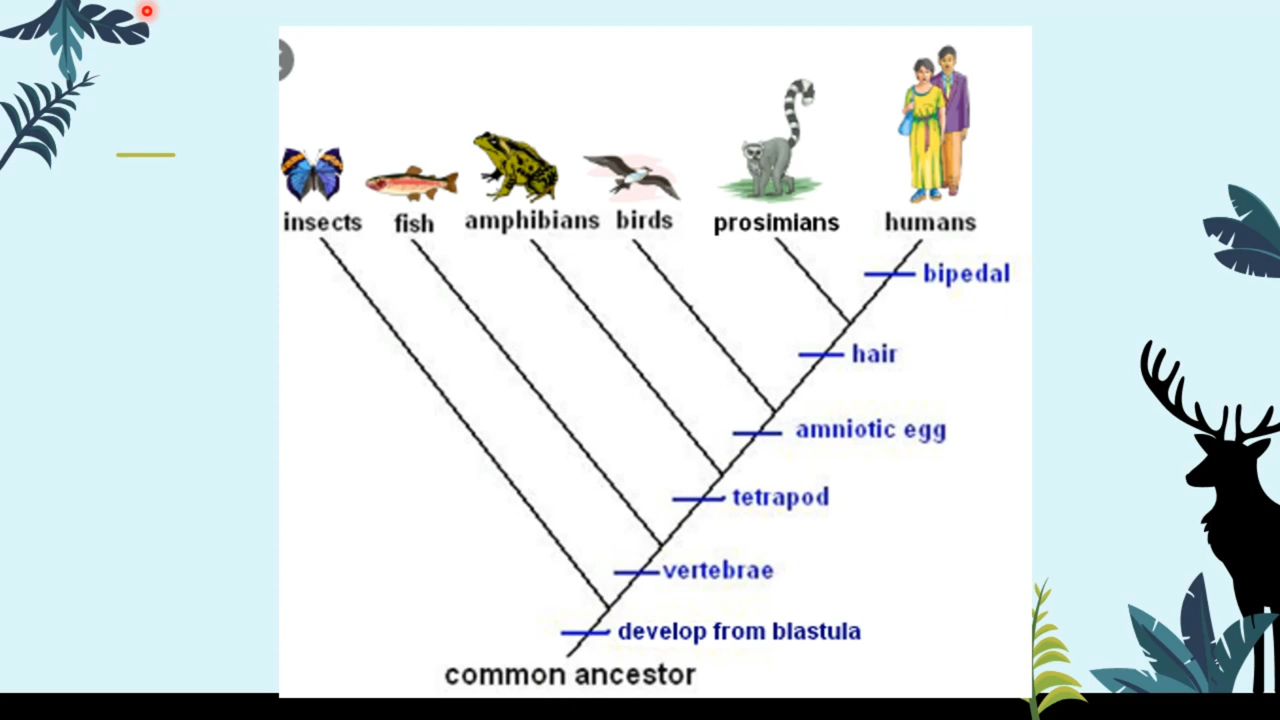 insects fish amphibians birds prosimians humans
bipedal
hair
amniotic egg
tetrapod
vertebrae
develop from blastula
common ancestor